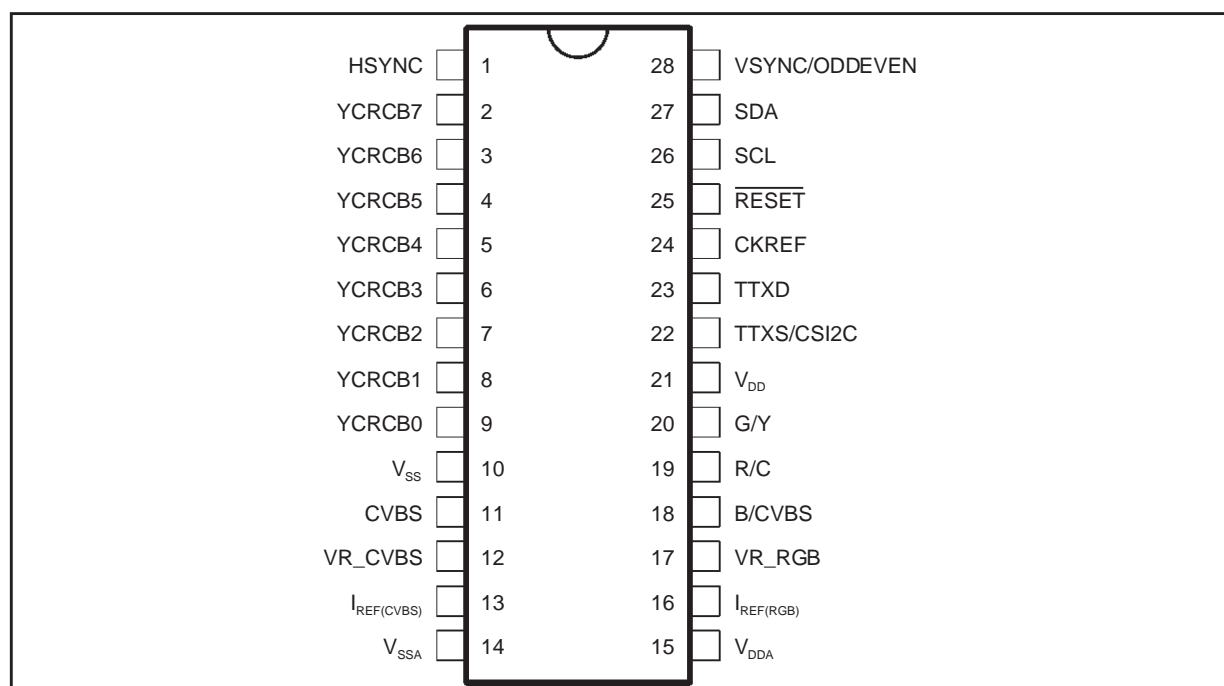 HSYNC 1 28 VSYNC/ODDEVEN
YCRCB7 2 27 SDA
YCRCB6 3 26 SCL
YCRCB5 4 25 RESET
YCRCB4 5 24 CKREF
YCRCB3 6 23 TTXD
YCRCB2 7 22 TTXS/CSI2C
YCRCB1 8 21 VDD
YCRCB0 9 20 G/Y
VSS 10 19 R/C
CVBS 11 18 B/CVBS
VR_CVBS 12 17 VR_RGB
IREF(CVBS) 13 16 IREF(RGB)
VSSA 14 15 VDDA